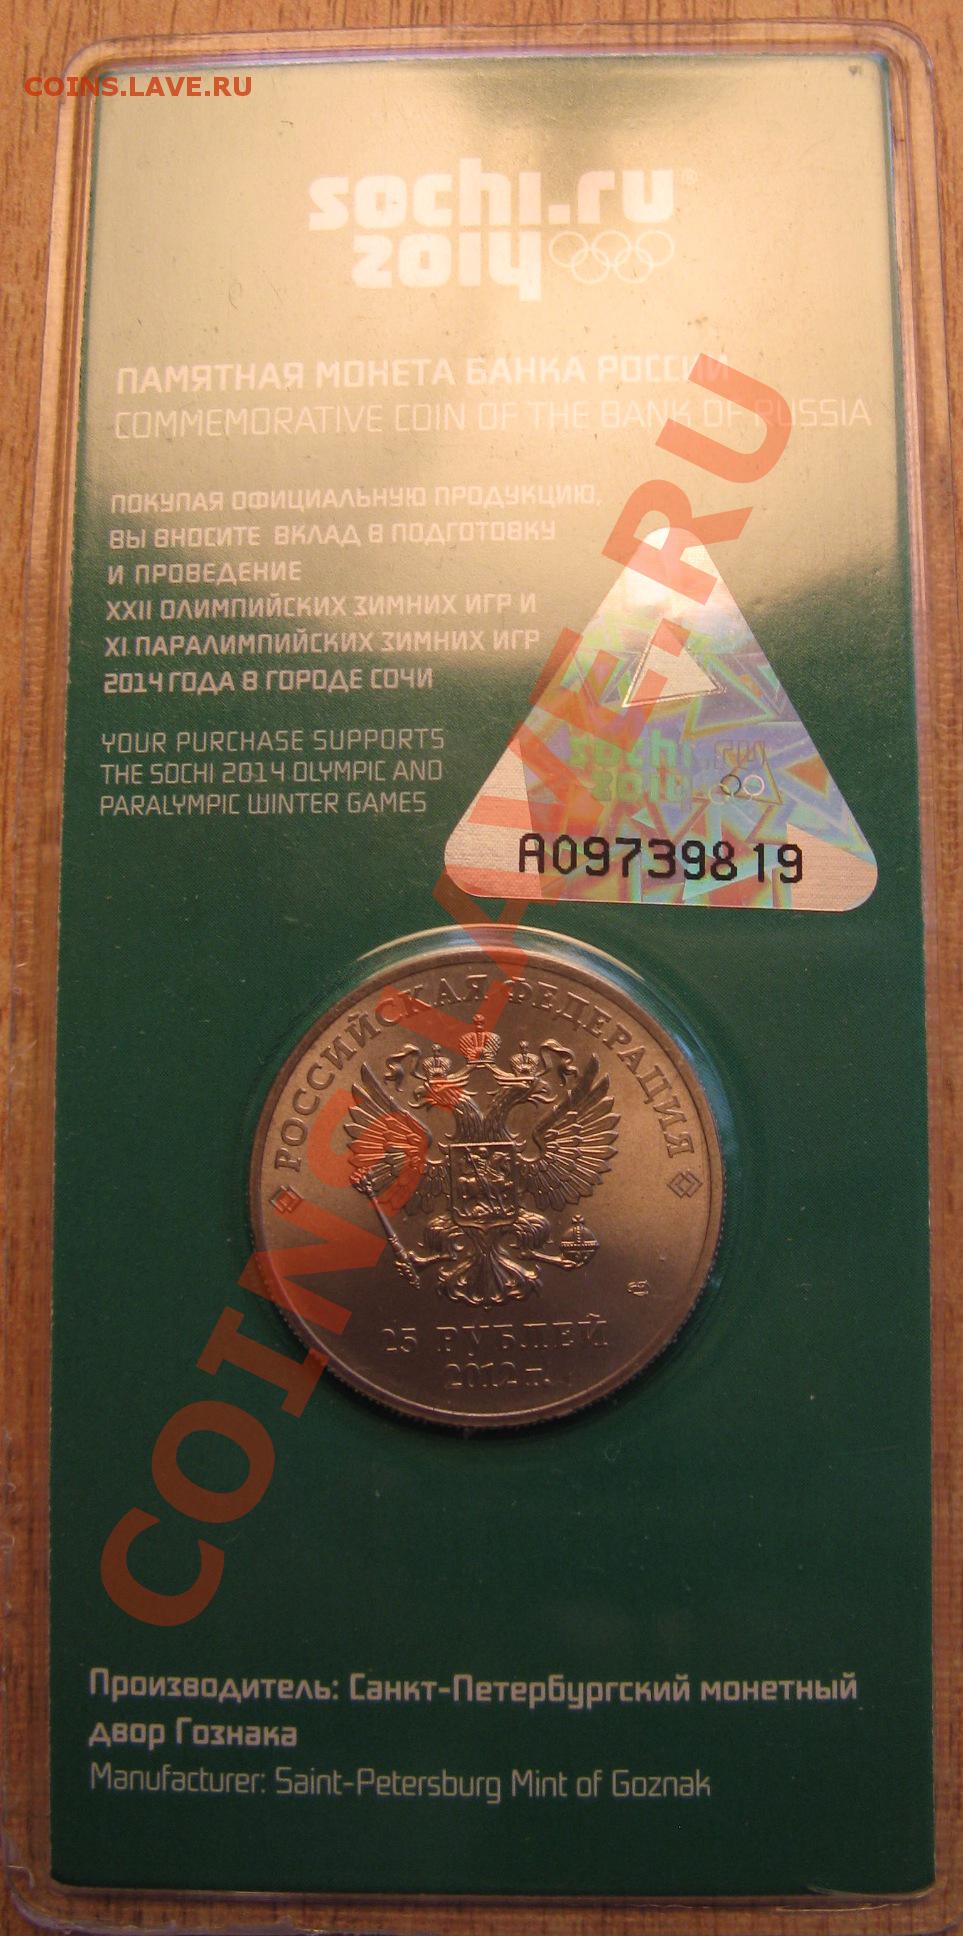 COINS.LAVE.RU
sochi.ru
2014
ПАМЯТНАЯ МОНЕТА БАНКА РОССИИ
COMMEMORATIVE COIN OF THE BANK OF RUSSIA
ПОКУПАЯ ОФИЦИАЛЬНУЮ ПРОДУКЦИЮ,
ВЫ ВНОСИТЕ ВКЛАД В ПОДГОТОВКУ
И ПРОВЕДЕНИЕ
XXII ОЛИМПИЙСКИХ ЗИМНИХ ИГР И
XI ПАРАЛИМПИЙСКИХ ЗИМНИХ ИГР
2014 ГОДА В ГОРОДЕ СОЧИ
YOUR PURCHASE SUPPORTS
THE SOCHI 2014 OLYMPIC AND
PARALYMPIC WINTER GAMES
sochi.ru
2014
A09739819
РОССИЙСКАЯ ФЕДЕРАЦИЯ
25 РУБЛЕЙ
2012 г.
COINS.LAVE.RU
Производитель: Санкт-Петербургский монетный
двор Гознака
Manufacturer: Saint-Petersburg Mint of Goznak